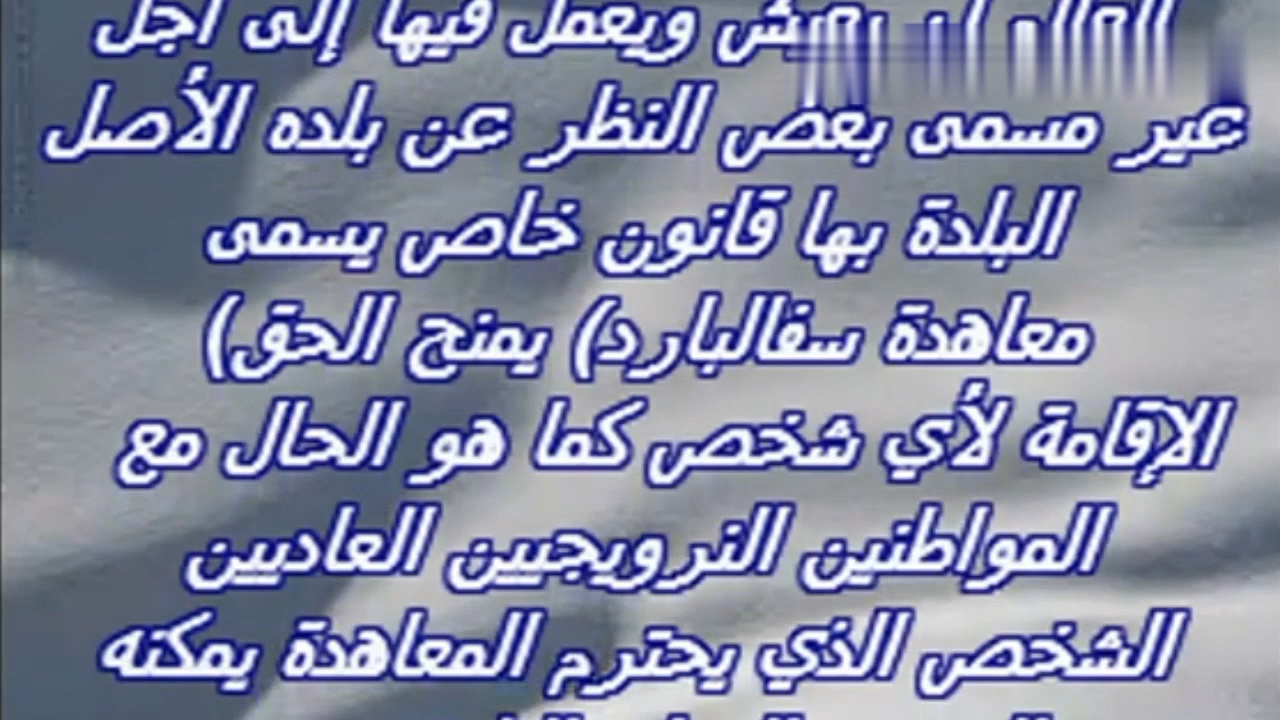 يعيش ويعمل فيها إلى أجل
غير مسمى بغض النظر عن بلده الأصل
البلدة بها قانون خاص يسمى
معاهدة سفالبارد) يمنح الحق)
الإقامة لأي شخص كما هو الحال مع
المواطنين النرويجيين العاديين
الشخص الذي يحترم المعاهدة يمكنه